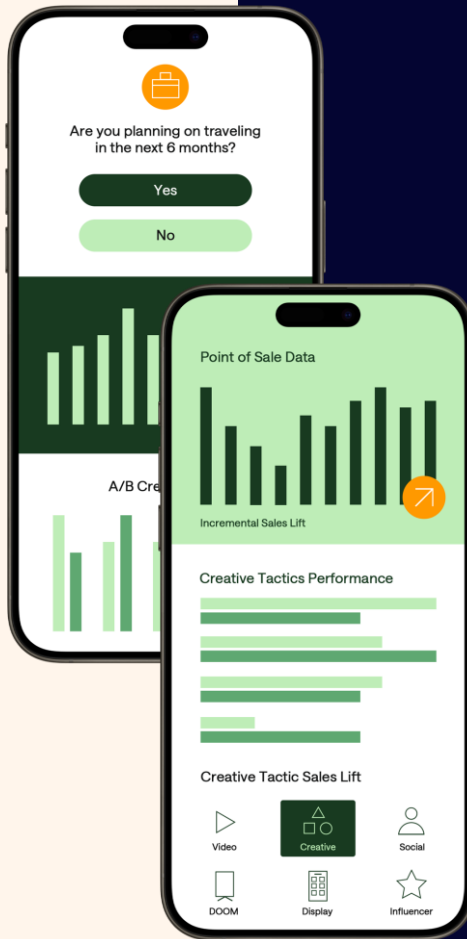 Are you planning on traveling
in the next 6 months?
Yes
No
A/B Cre
Point of Sale Data
Incremental Sales Lift
Creative Tactics Performance
Creative Tactic Sales Lift
Video
Creative
Social
DOOM
Display
Influencer